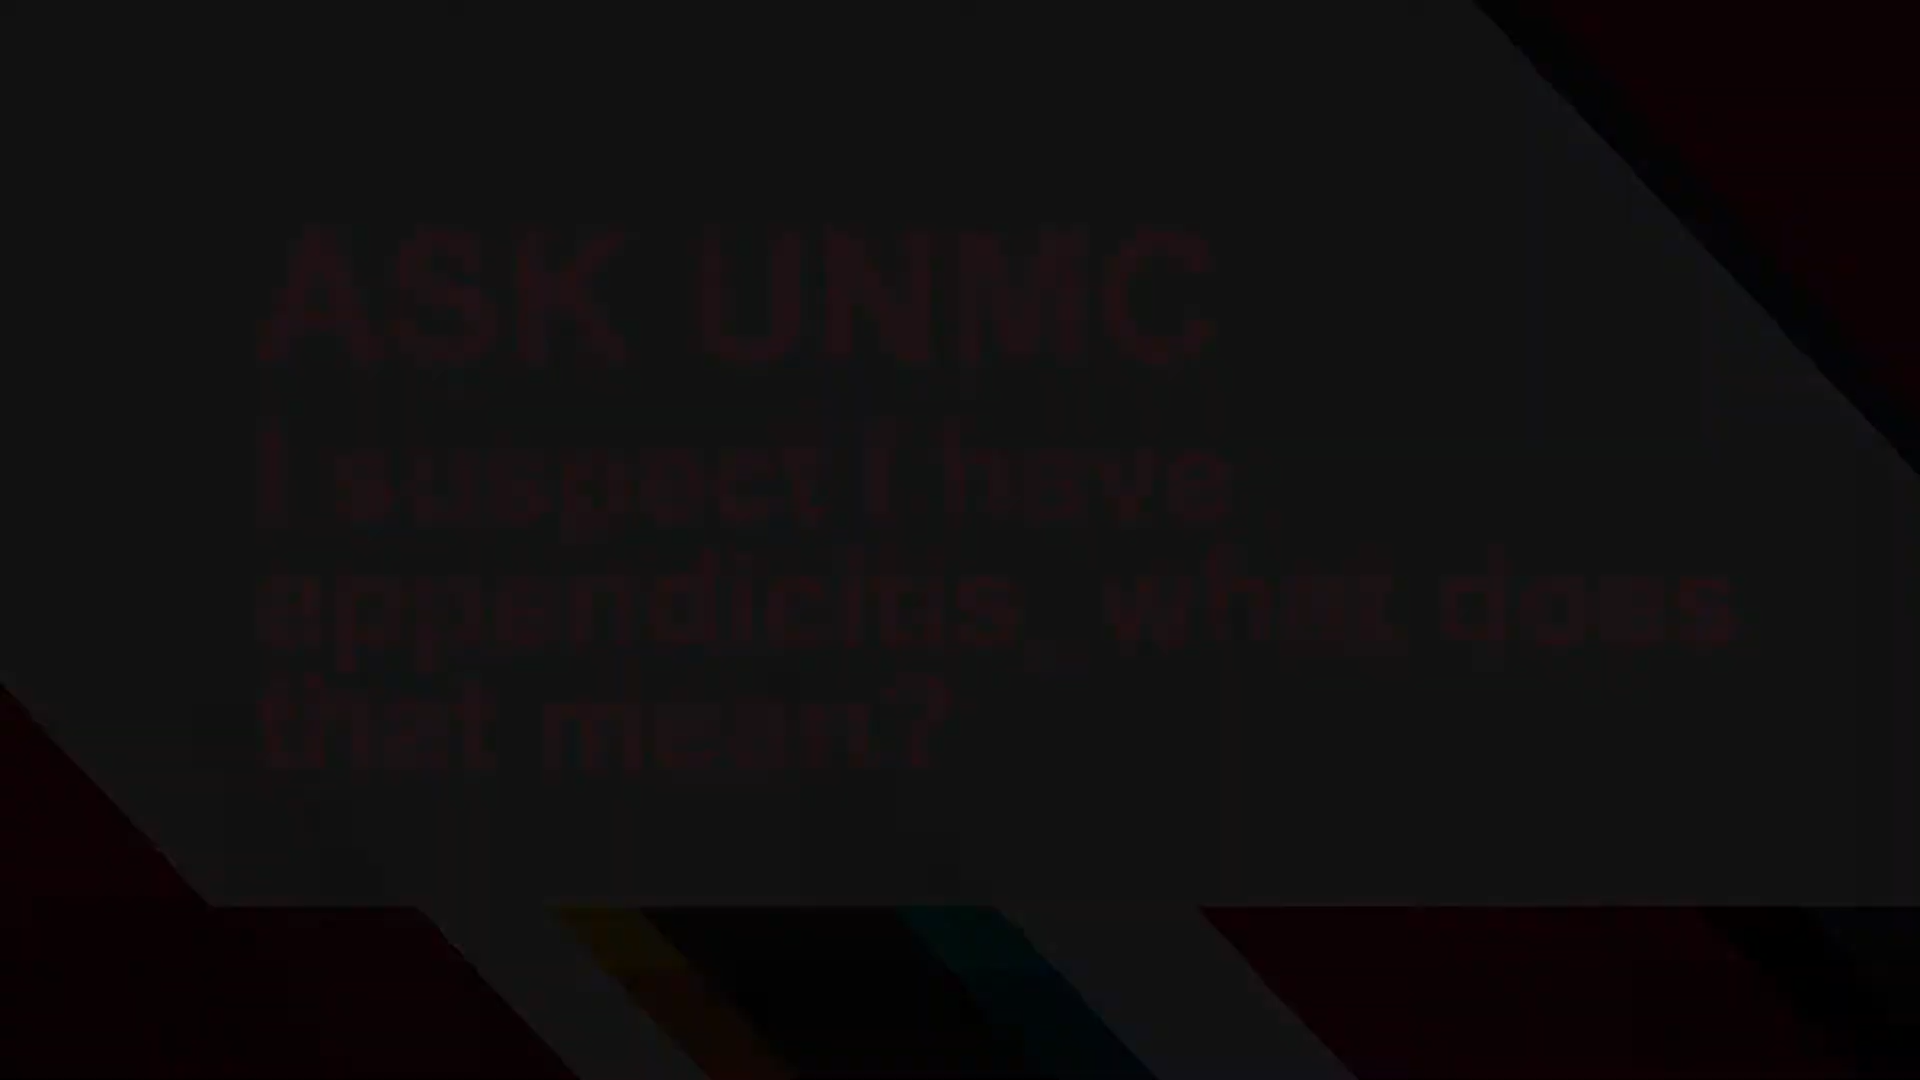 ASK UNMC
I suspect I have
appendicitis, what does
that mean?